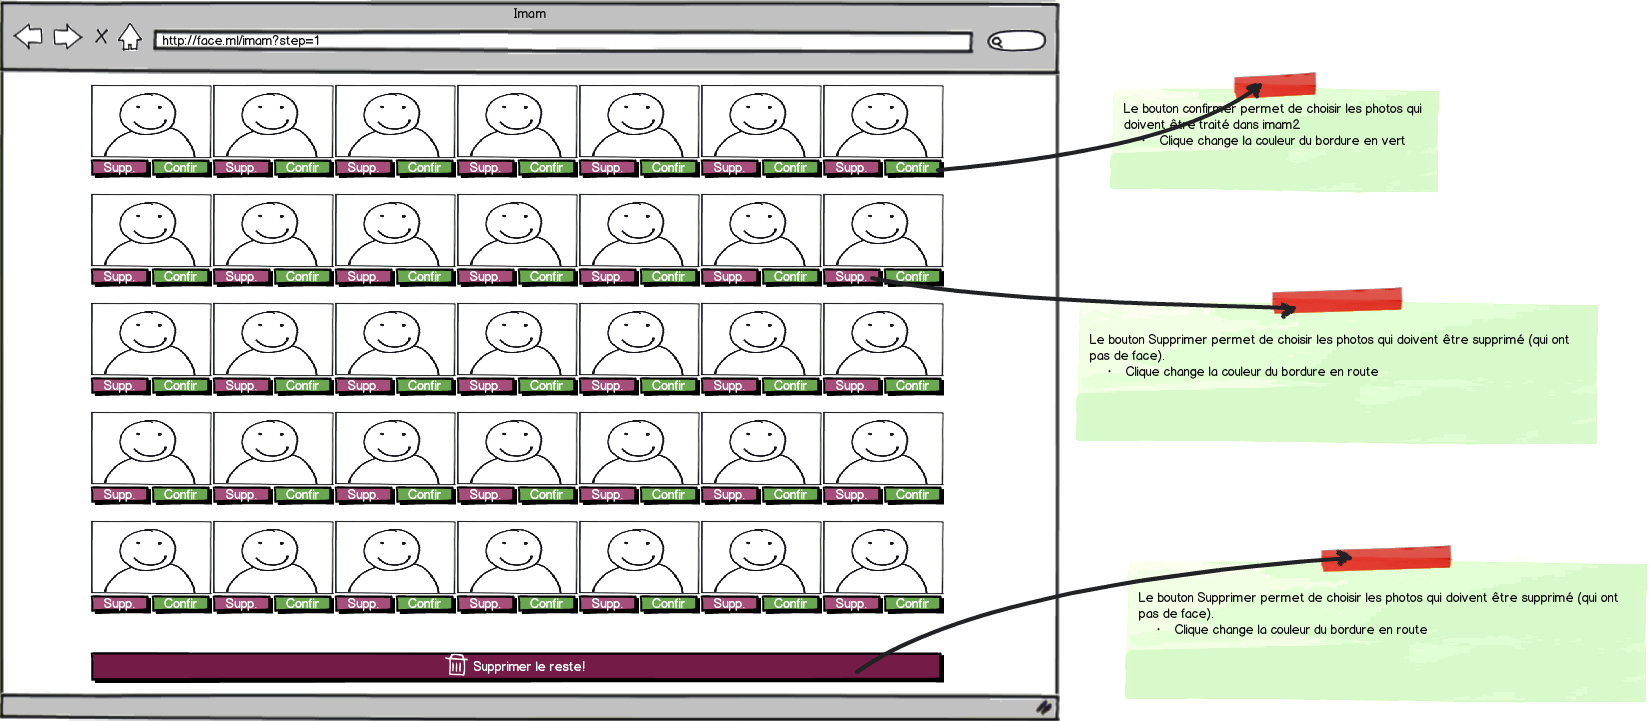 Imam
http://face.ml/imam?step=1
Supp. Confir Supp. Confir Supp. Confir Supp. Confir Supp. Confir Supp. Confir Supp. Confir
Supp. Confir Supp. Confir Supp. Confir Supp. Confir Supp. Confir Supp. Confir Supp. Confir
Supp. Confir Supp. Confir Supp. Confir Supp. Confir Supp. Confir Supp. Confir Supp. Confir
Supp. Confir Supp. Confir Supp. Confir Supp. Confir Supp. Confir Supp. Confir Supp. Confir
Supp. Confir Supp. Confir Supp. Confir Supp. Confir Supp. Confir Supp. Confir Supp. Confir
Supprimer le reste!
Le bouton confirmer permet de choisir les photos qui
doivent être traité dans imam2
• Clique change la couleur du bordure en vert
Le bouton Supprimer permet de choisir les photos qui doivent être supprimé (qui ont
pas de face).
• Clique change la couleur du bordure en route
Le bouton Supprimer permet de choisir les photos qui doivent être supprimé (qui ont
pas de face).
• Clique change la couleur du bordure en route